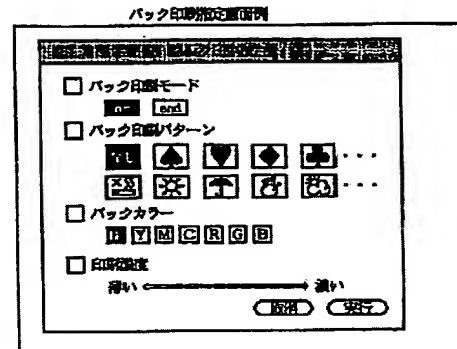 バック印刷指定画面例
バック印刷モード
or and
バック印刷パターン
バックカラー
B Y M C R G B
印刷濃度
薄い 濃い
取消 実行